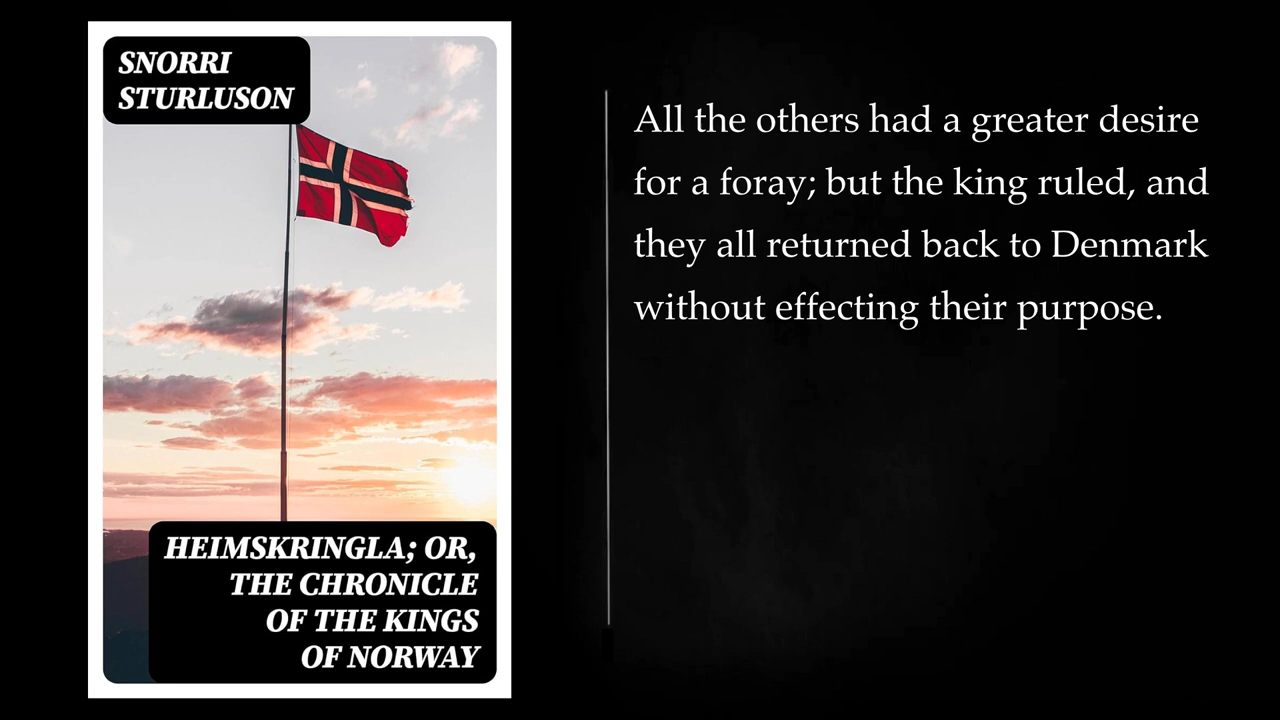 SNORRI
STURLUSON
HEIMSKRINGLA; OR,
THE CHRONICLE
OF THE KINGS
OF NORWAY
All the others had a greater desire
for a foray; but the king ruled, and
they all returned back to Denmark
without effecting their purpose.